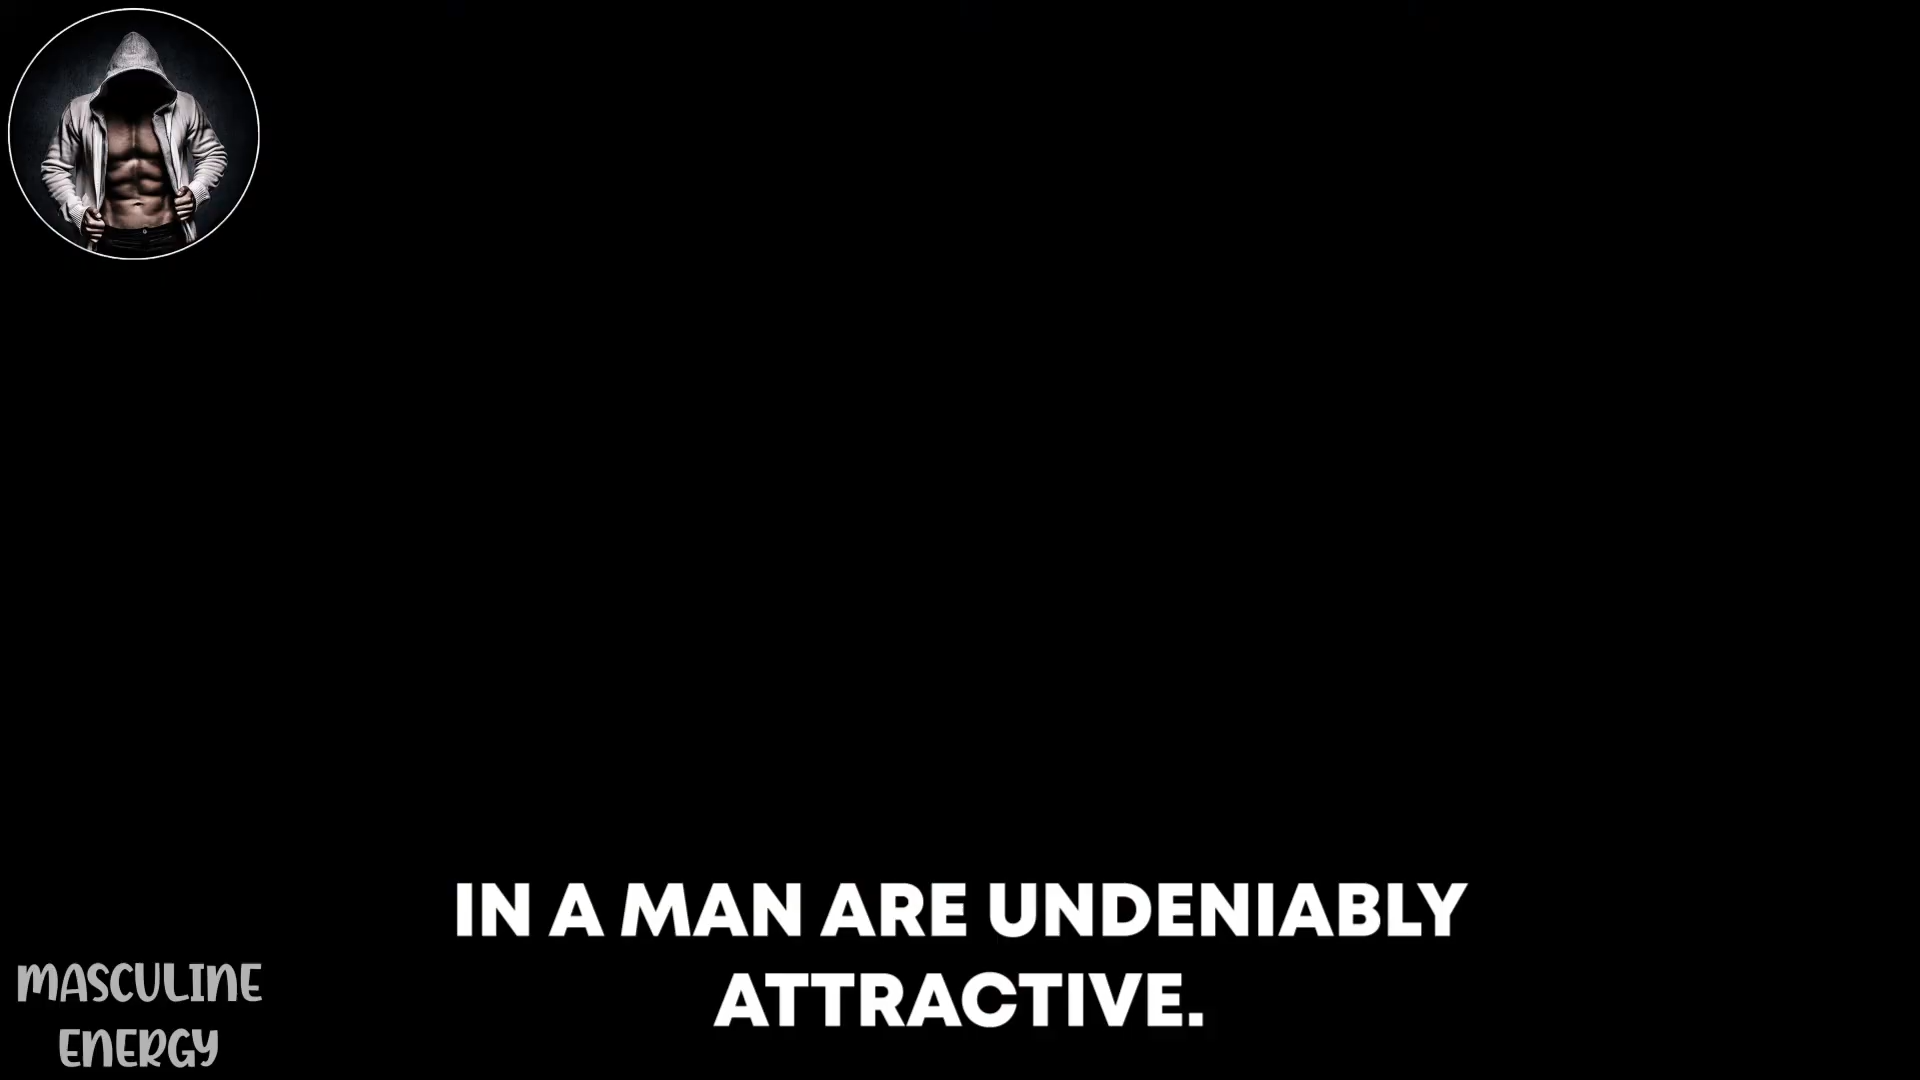 IN A MAN ARE UNDENIABLY
ATTRACTIVE.
MASCULINE
ENERGY